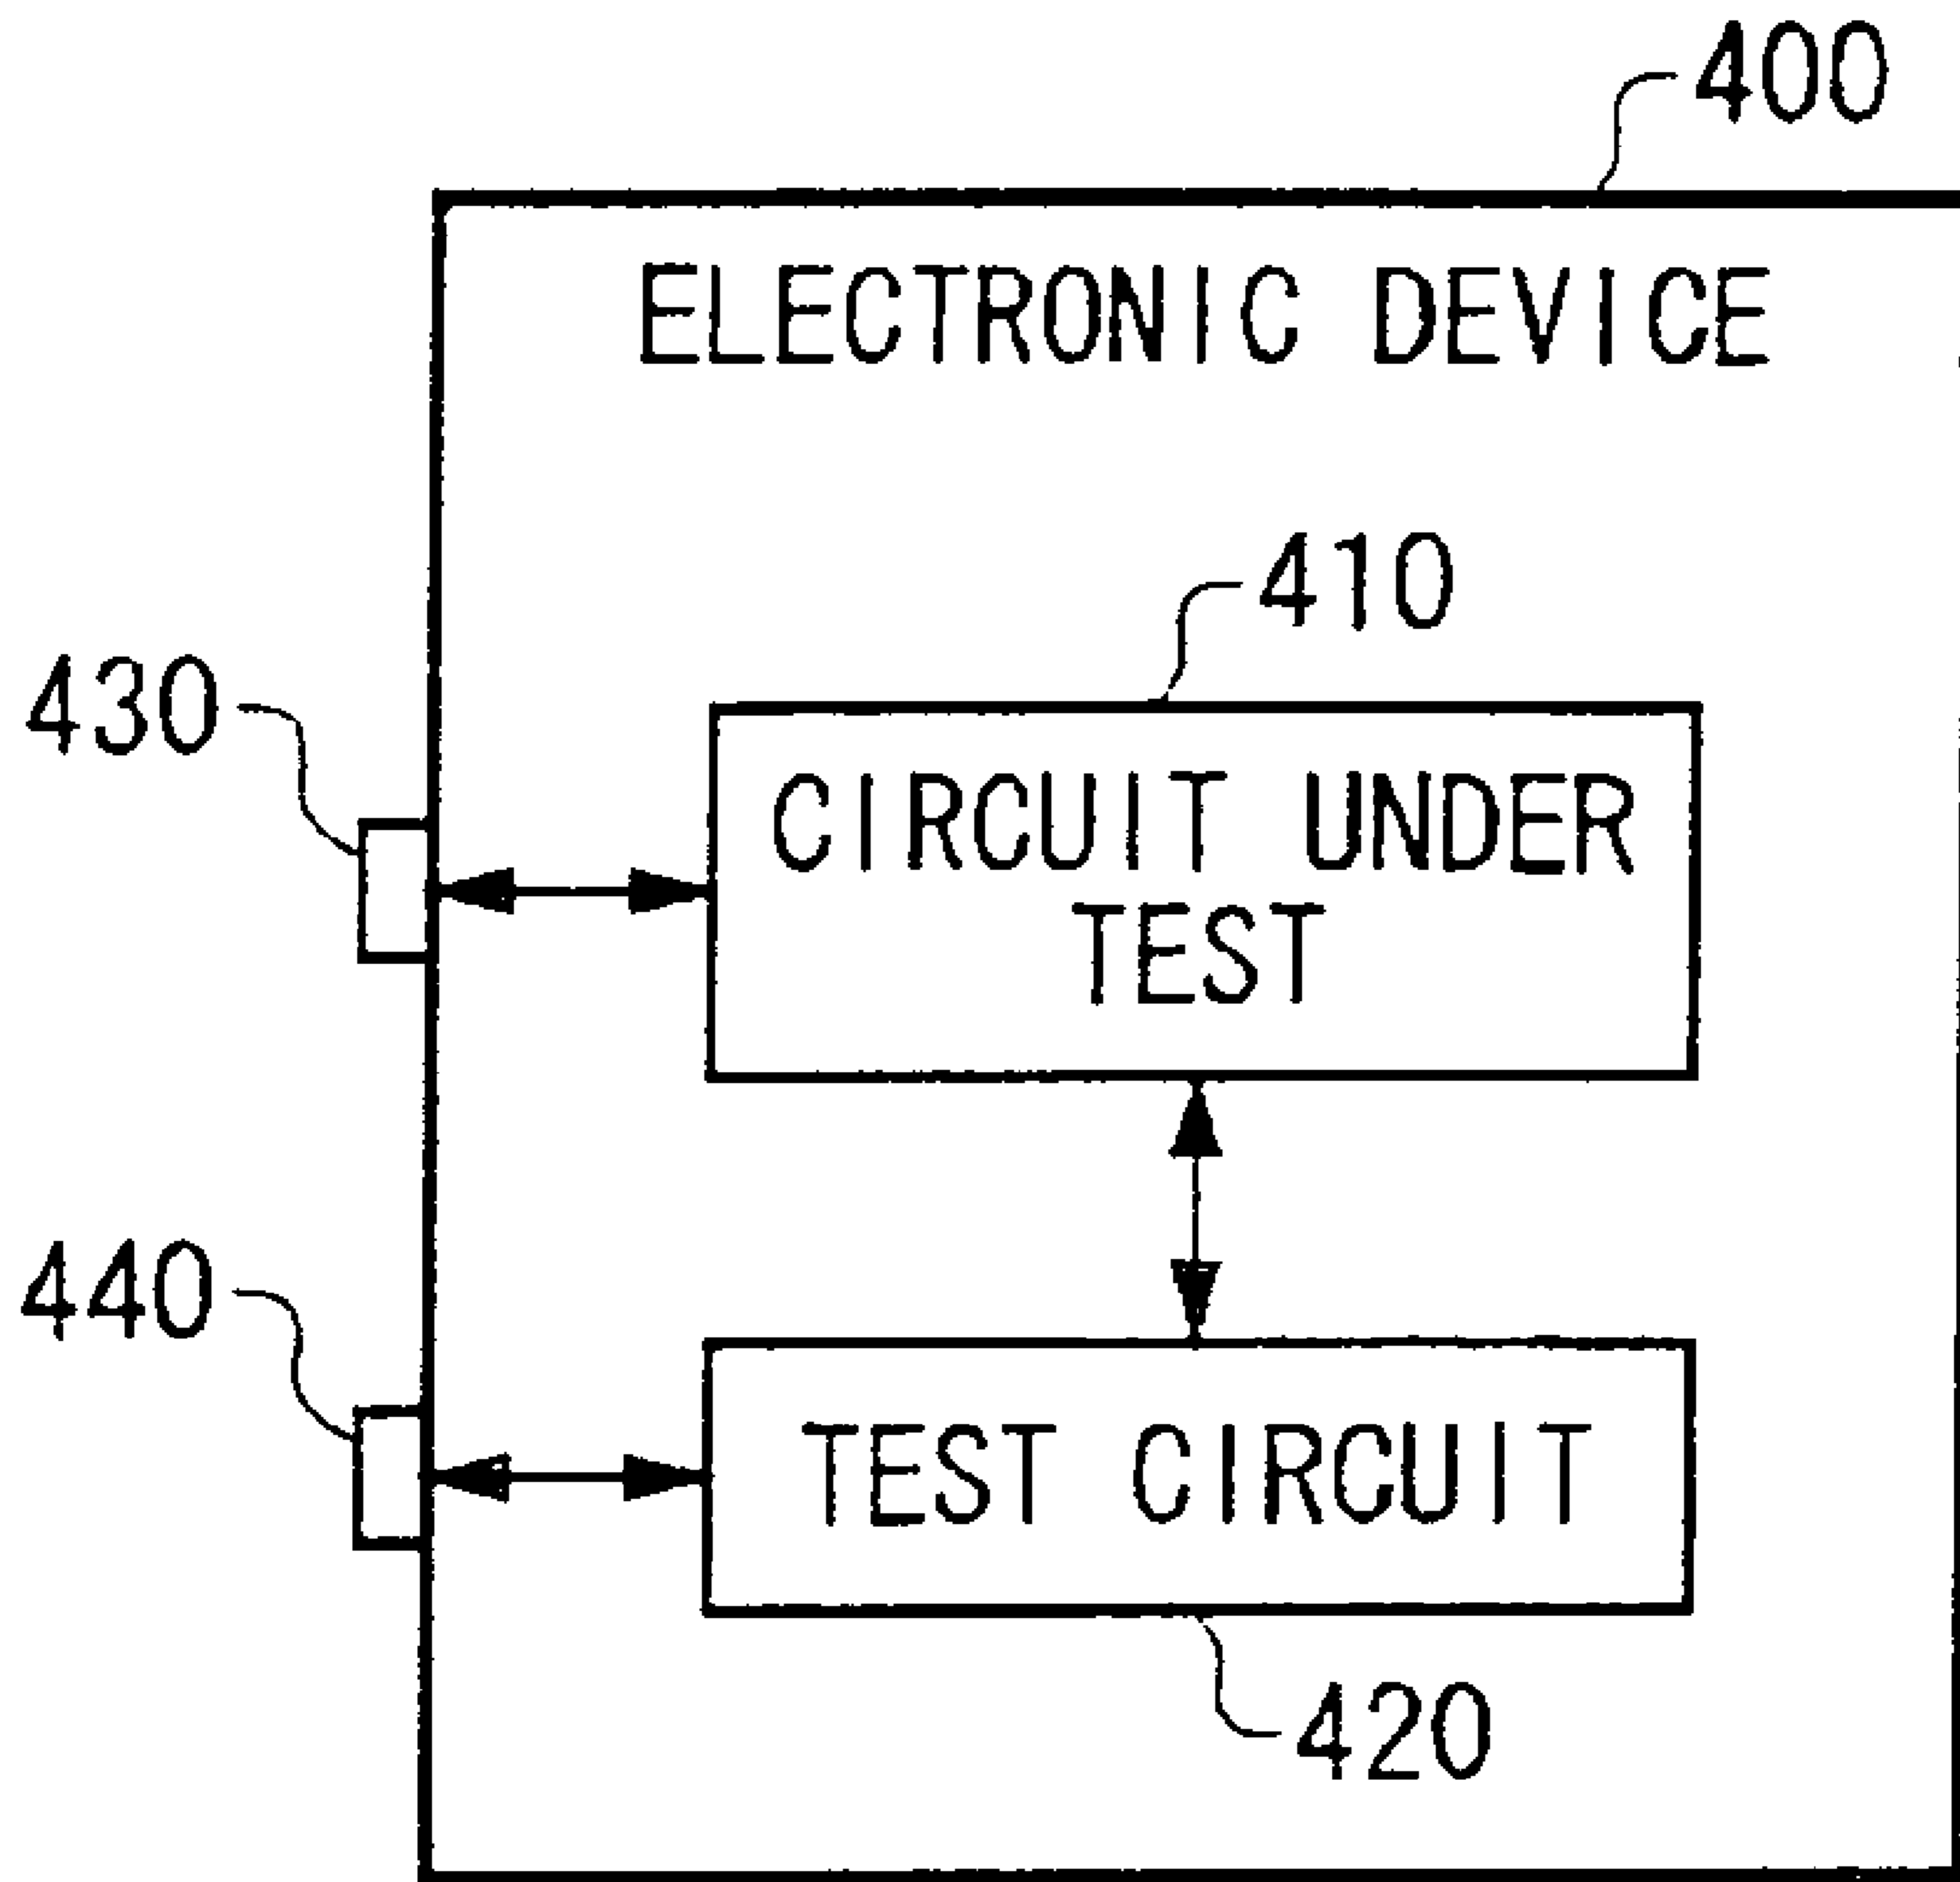 400
ELECTRONIC DEVICE
410
430
CIRCUIT UNDER
TEST
440
TEST CIRCUIT
420